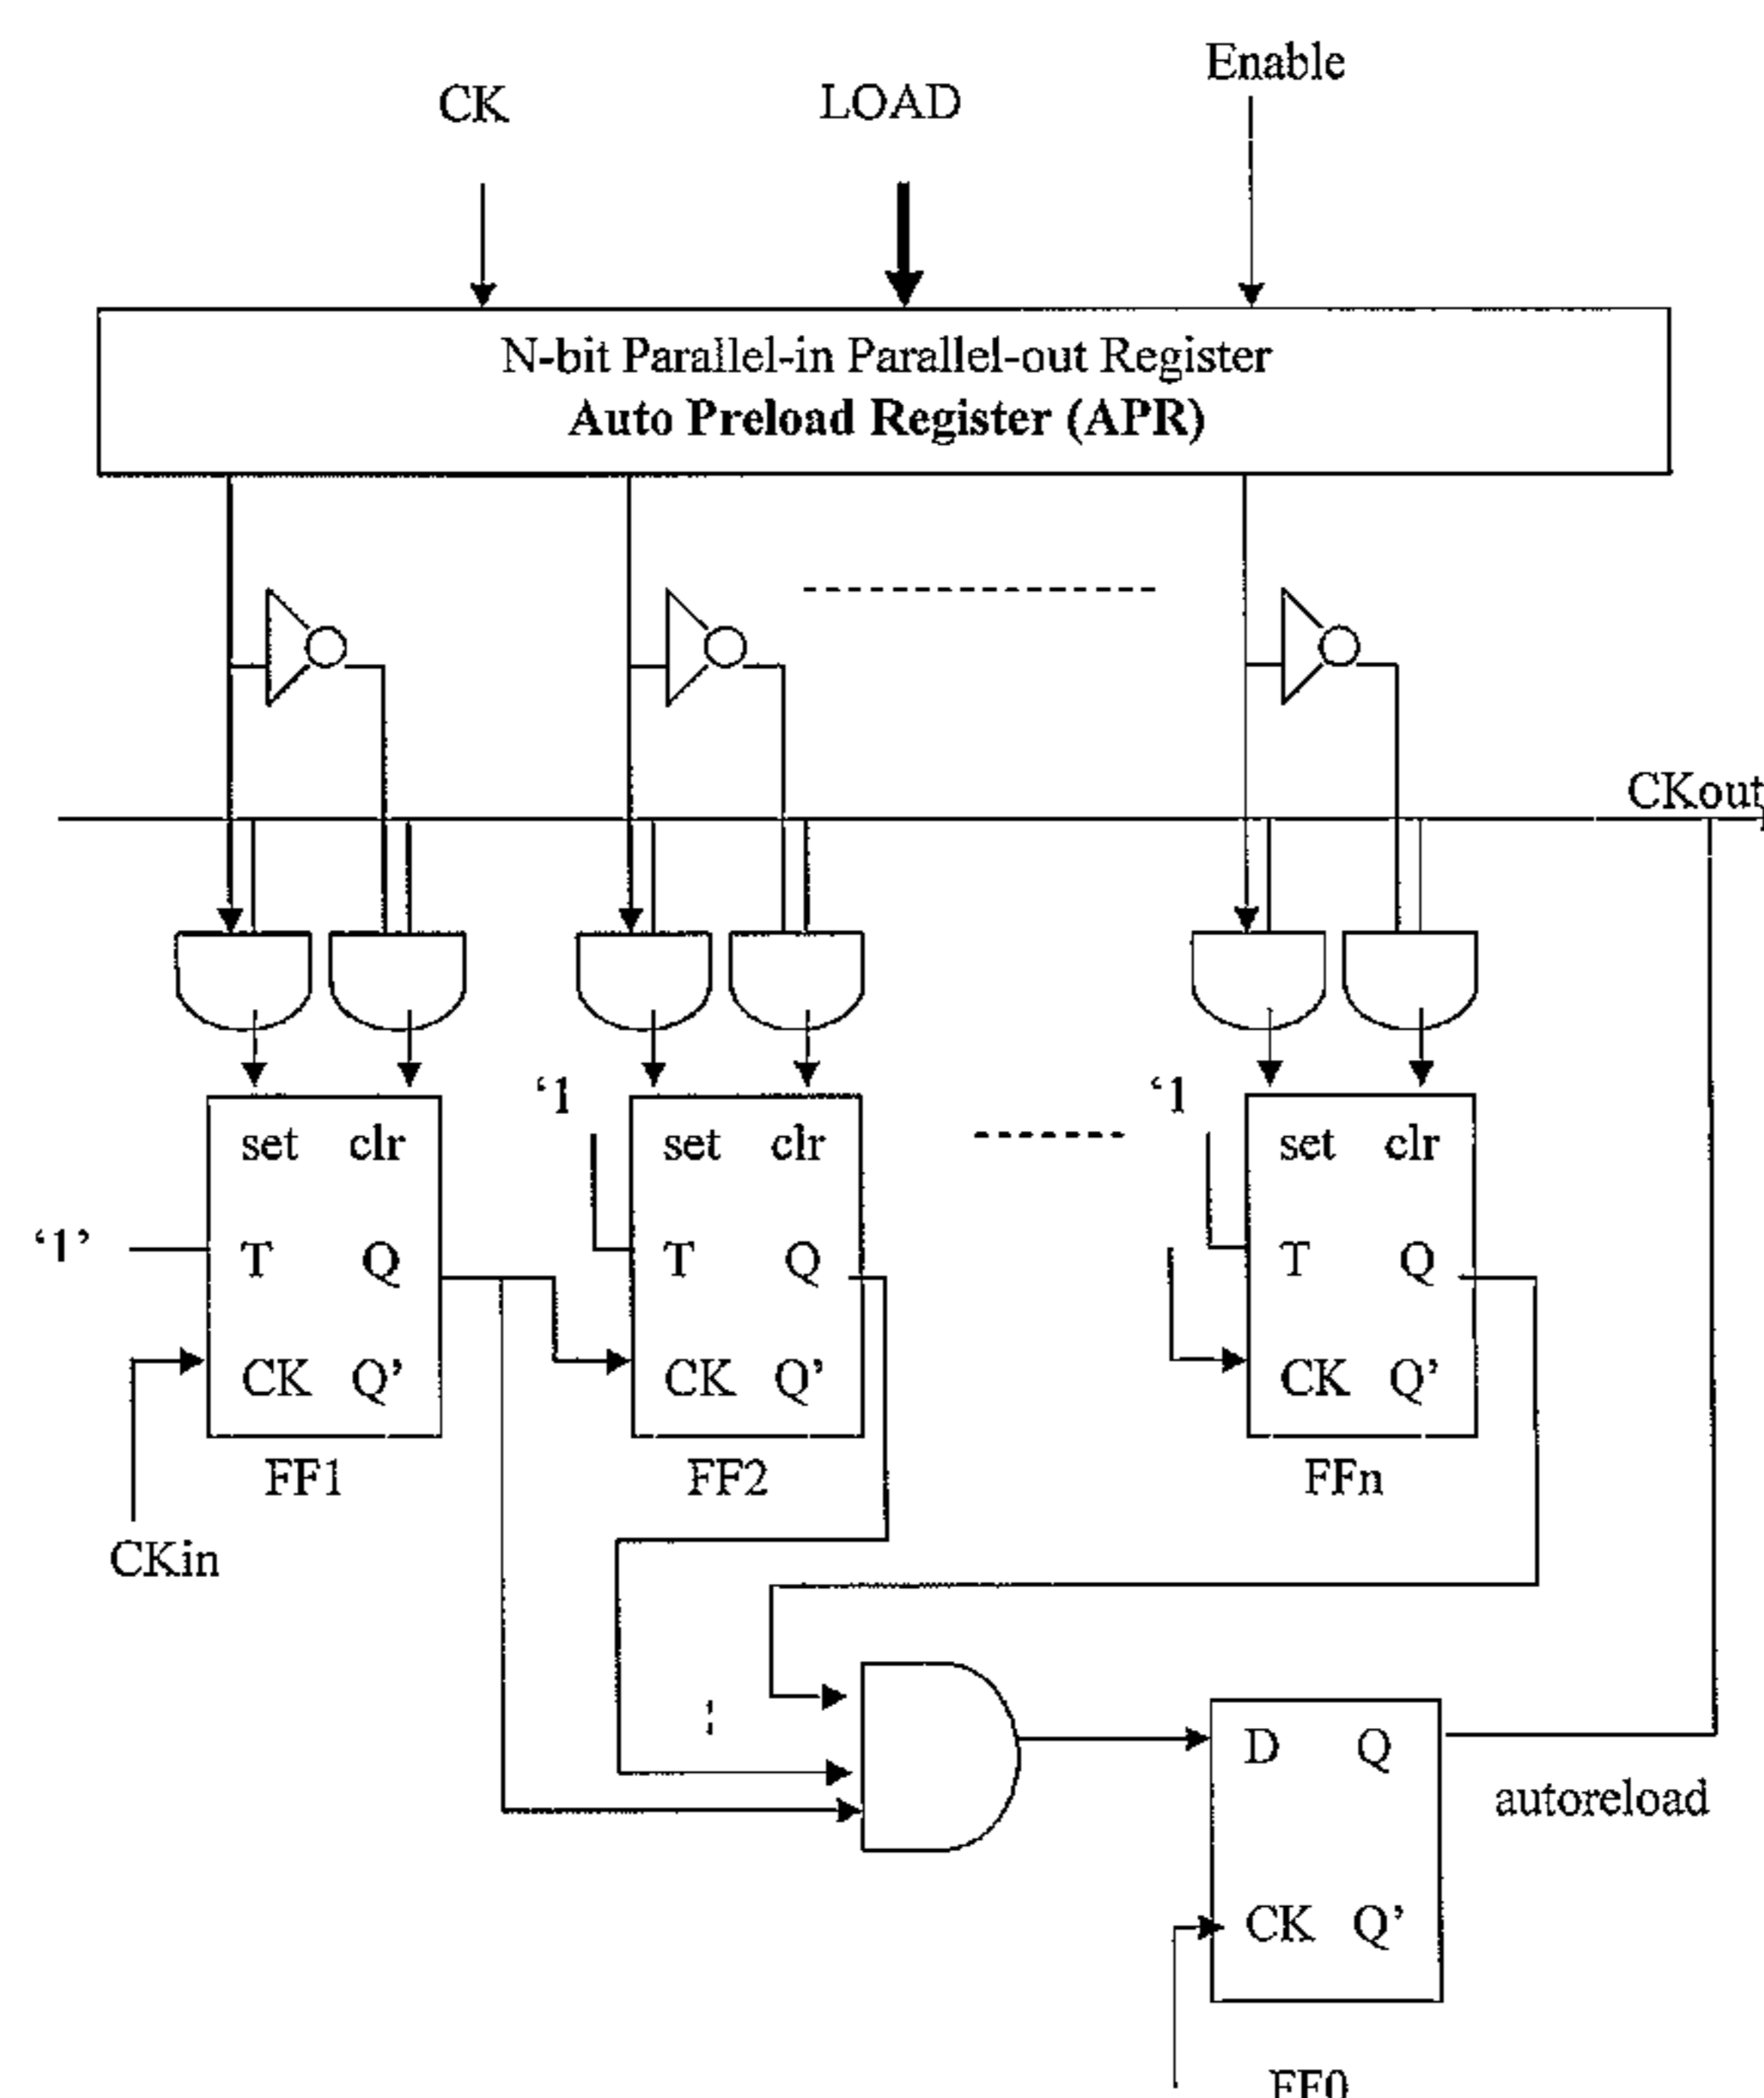 Enable
CK
LOAD
N-bit Parallel-in Parallel-out Register
Auto Preload Register (APR)
CKout
‘1
‘1
set clr
set clr
set clr
‘1’
T Q
T Q
T Q
CK Q’
CK Q’
CK Q’
FF1
FF2
FFn
CKin
D Q
autoreload
CK Q’
FF0